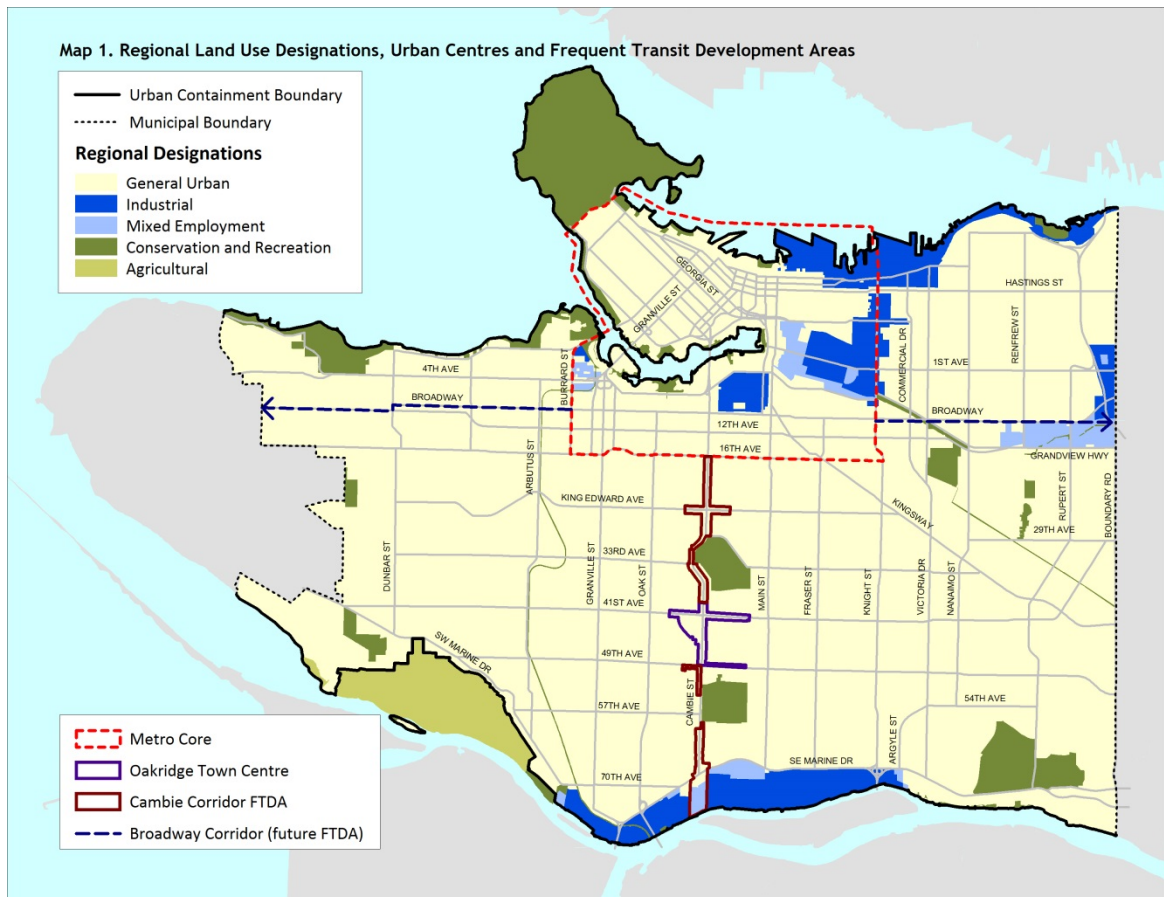 Map 1. Regional Land Use Designations, Urban Centres and Frequent Transit Development Areas
Urban Containment Boundary
Municipal Boundary
Regional Designations
General Urban
Industrial
Mixed Employment
Conservation and Recreation
Agricultural
GEORGIA ST
GRANVILLE ST
HASTINGS ST
RENFREW ST
COMMERCIAL DR
1ST AVE
BURRARD ST
4TH AVE
BROADWAY
BROADWAY
12TH AVE
16TH AVE
GRANDVIEW HWY
ARBUTUS ST
KING EDWARD AVE
KINGSWAY
RUPERT ST
BOUNDARY RD
29TH AVE
33RD AVE
DUNBAR ST
GRANVILLE ST
OAK ST
MAIN ST
FRASER ST
KNIGHT ST
VICTORIA DR
NANAIMO ST
41ST AVE
SW MARINE DR
49TH AVE
CAMBIE ST
57TH AVE
54TH AVE
ARGYLE ST
SE MARINE DR
70TH AVE
Metro Core
Oakridge Town Centre
Cambie Corridor FTDA
Broadway Corridor (future FTDA)